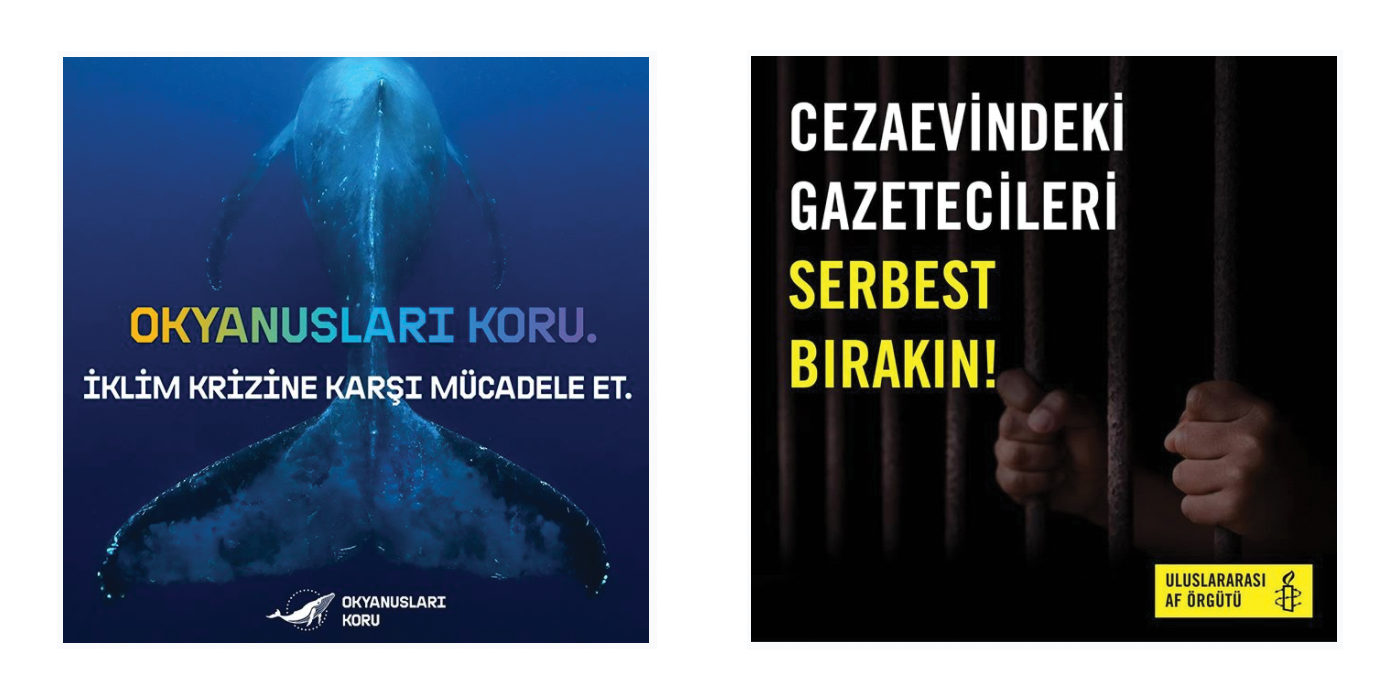 OKYANUSLARI KORU.
İKLİM KRİZİNE KARŞI MÜCADELE ET.
OKYANUSLARI
KORU
CEZAEVİNDEKİ
GAZETECİLERİ
SERBEST
BIRAKIN!
ULUSLARARASI
AF ÖRGÜTÜ